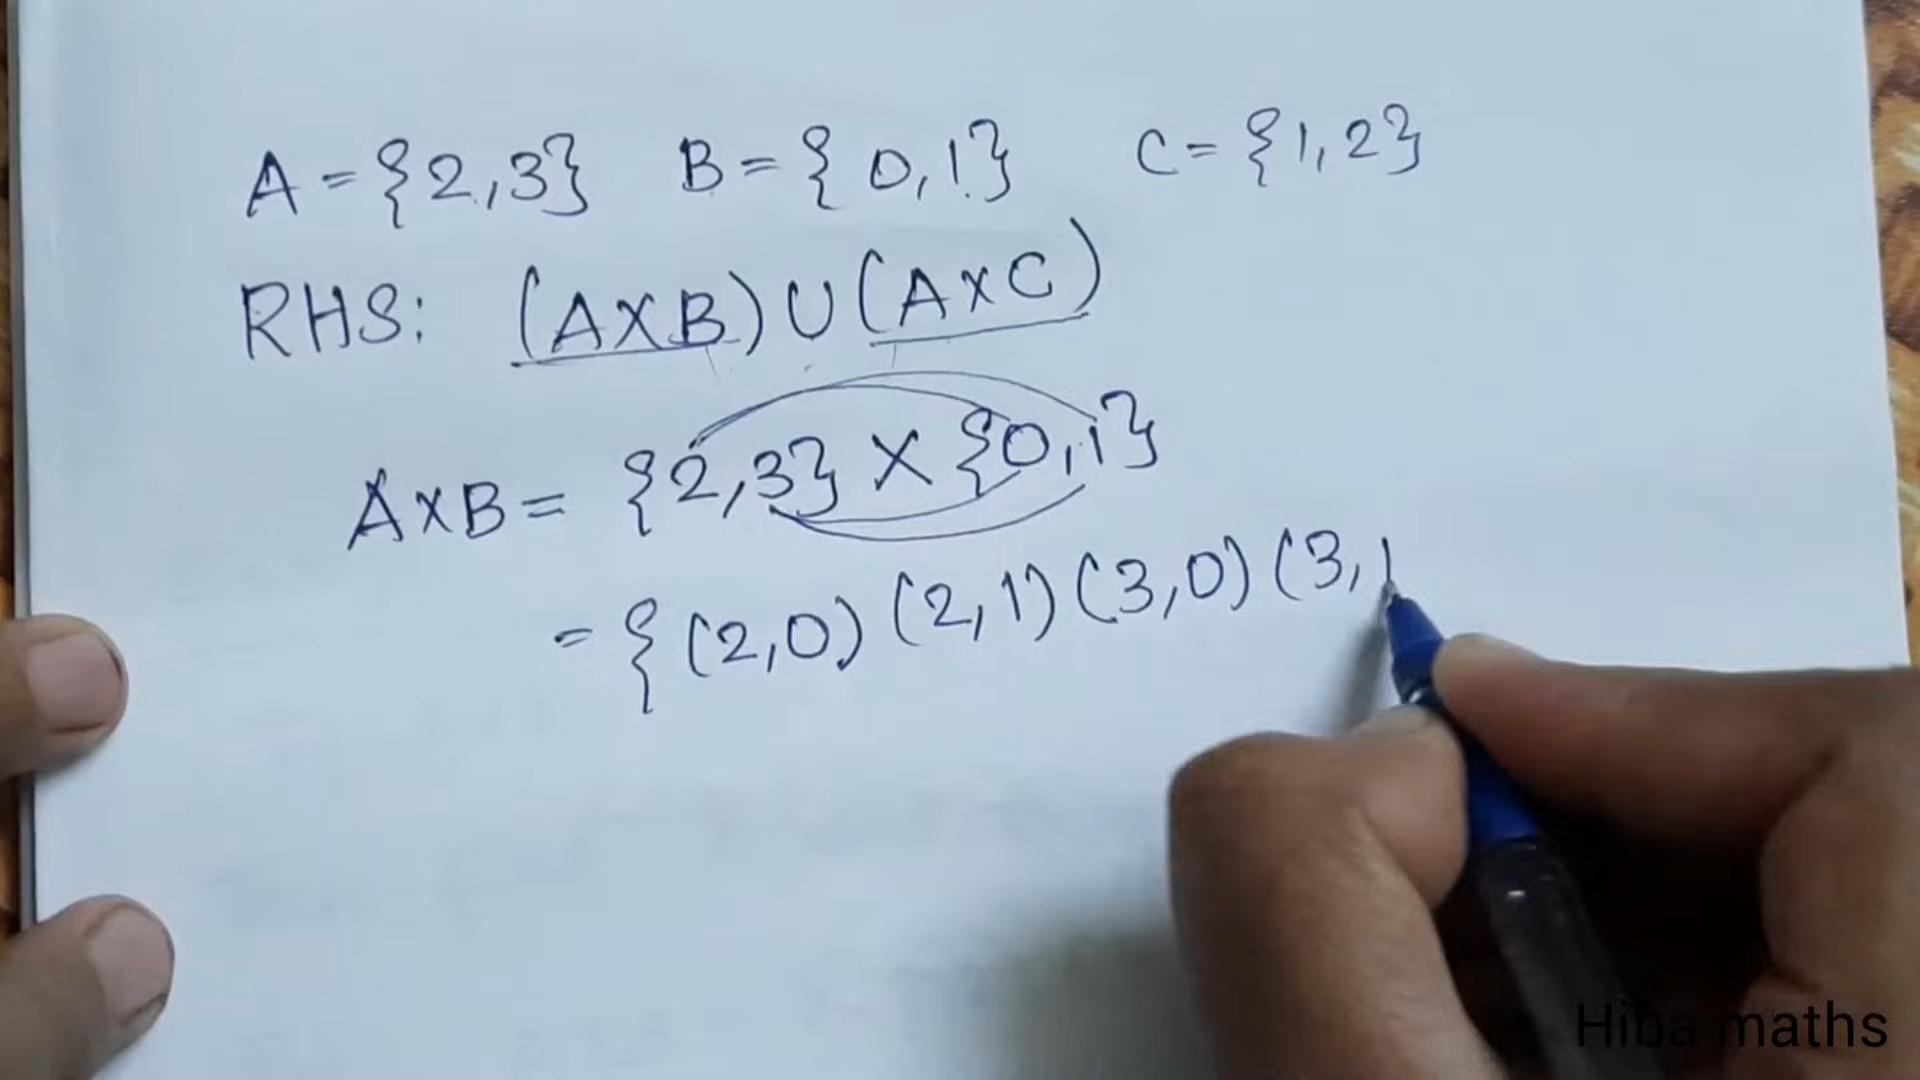 A = {2,3} B = { 0,1} C = {1,2}
RHS: (A×B)∪(A×C)
A×B = {2,3} × {0,1}
= { (2,0) (2,1) (3,0) (3,1
Hiba maths